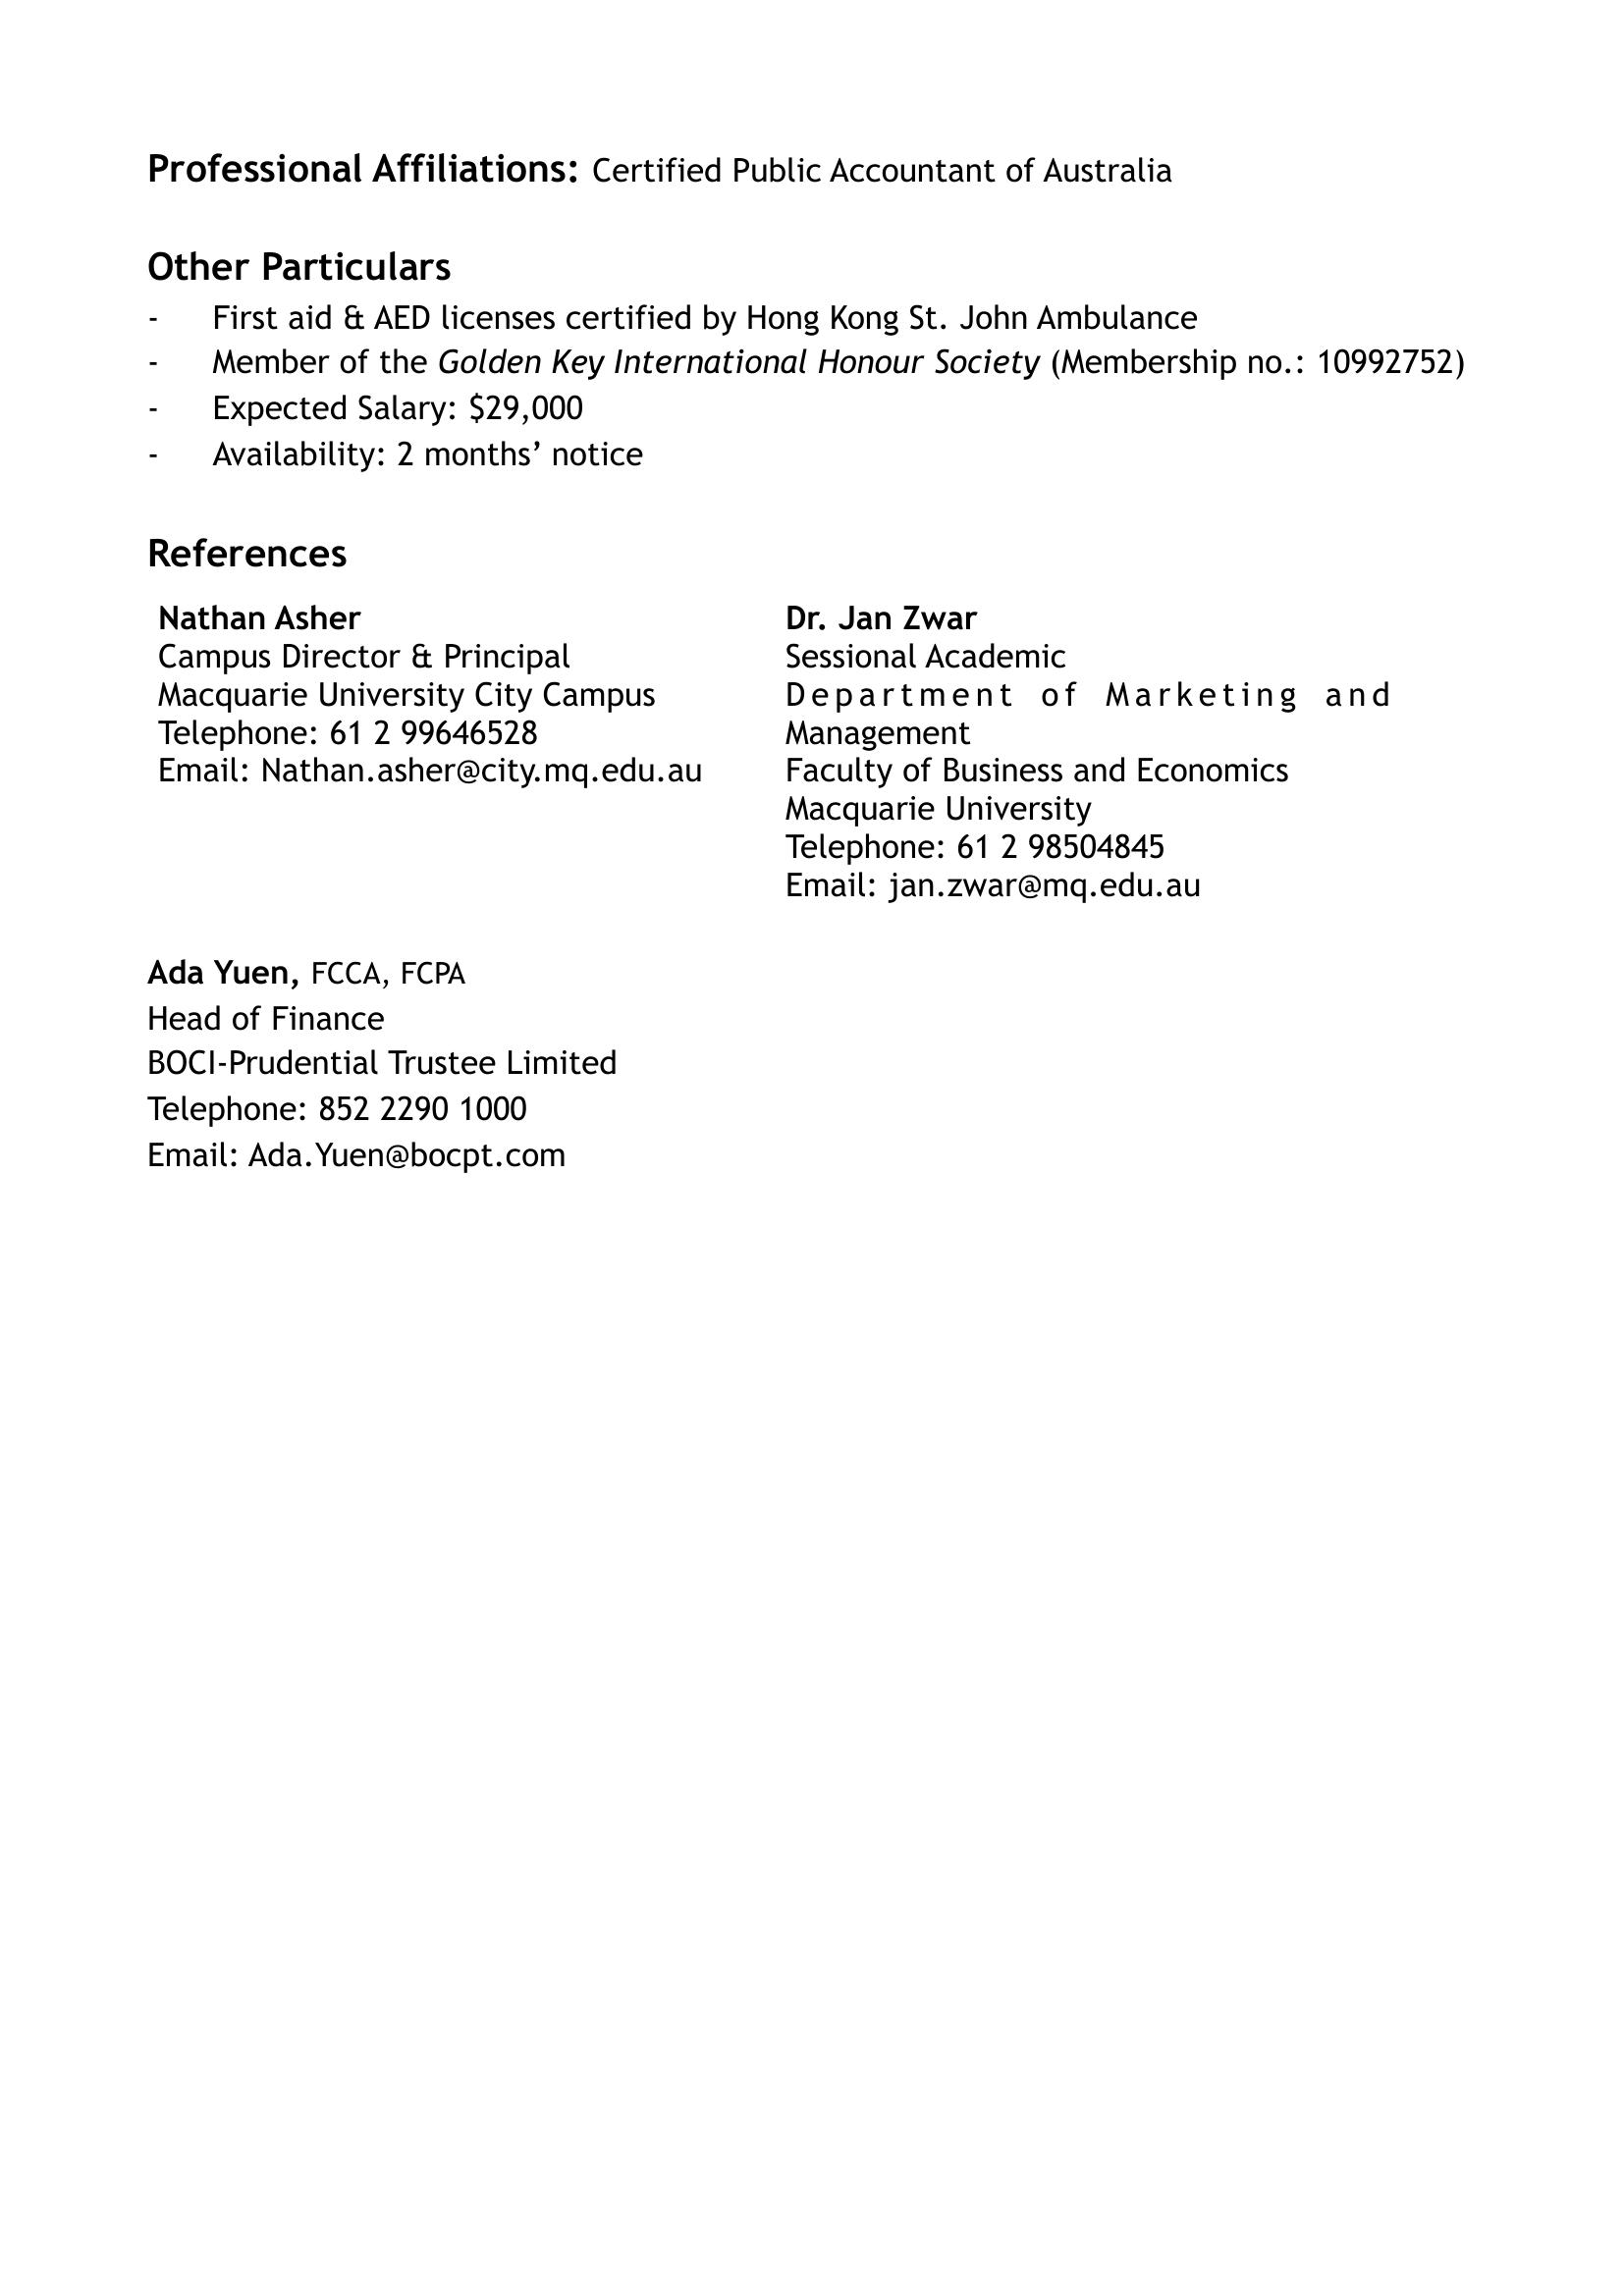 Professional Affiliations: Certified Public Accountant of Australia
Other Particulars
- First aid & AED licenses certified by Hong Kong St. John Ambulance
- Member of the Golden Key International Honour Society (Membership no.: 10992752)
- Expected Salary: $29,000
- Availability: 2 months’ notice
References
Nathan Asher
Campus Director & Principal
Macquarie University City Campus
Telephone: 61 2 99646528
Email: Nathan.asher@city.mq.edu.au
Dr. Jan Zwar
Sessional Academic
Department of Marketing and
Management
Faculty of Business and Economics
Macquarie University
Telephone: 61 2 98504845
Email: jan.zwar@mq.edu.au
Ada Yuen, FCCA, FCPA
Head of Finance
BOCI-Prudential Trustee Limited
Telephone: 852 2290 1000
Email: Ada.Yuen@bocpt.com